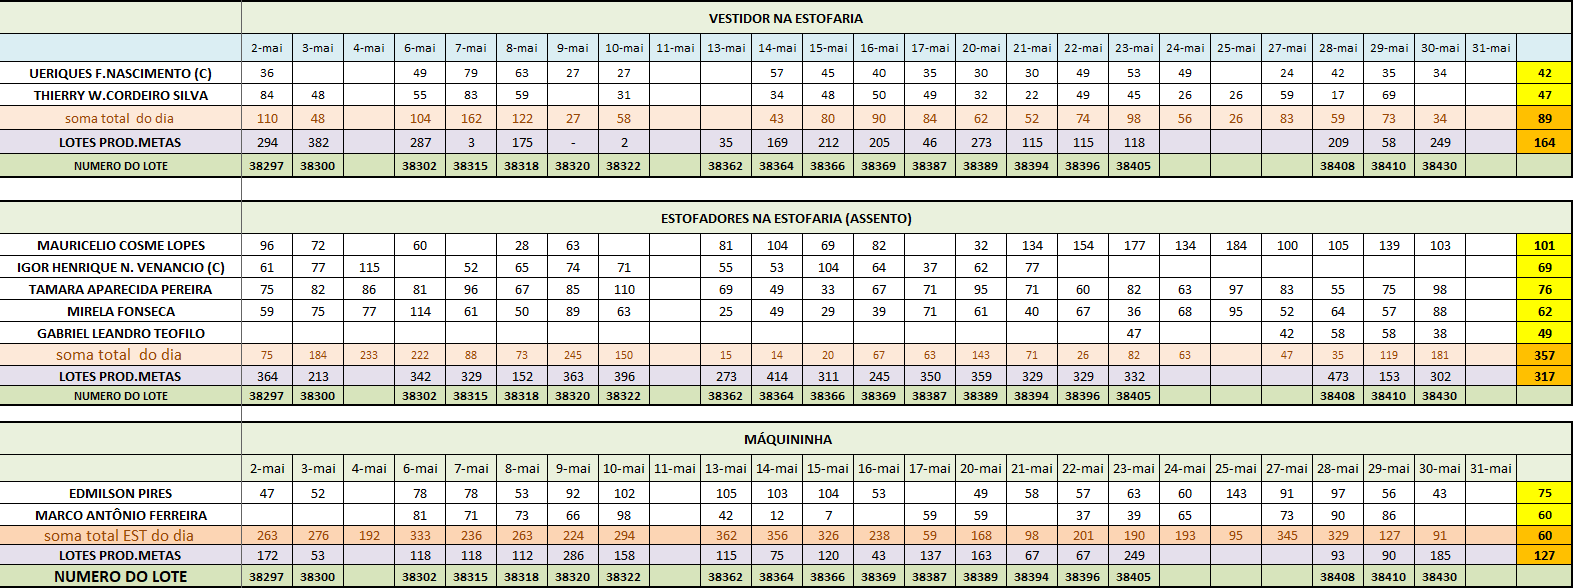 VESTIDOR NA ESTOFARIA
2-mai 3-mai 4-mai 6-mai 7-mai 8-mai 9-mai 10-mai 11-mai 13-mai 14-mai 15-mai 16-mai 17-mai 20-mai 21-mai 22-mai 23-mai 24-mai 25-mai 27-mai 28-mai 29-mai 30-mai 31-mai
UERIQUES F.NASCIMENTO (C) 36 49 79 63 27 27 57 45 40 35 30 30 49 53 49 24 42 35 34 42
THIERRY W.CORDEIRO SILVA 84 48 55 83 59 31 34 48 50 49 32 22 49 45 26 26 59 17 69 47
soma total do dia 110 48 104 162 122 27 58 43 80 90 84 62 52 74 98 56 26 83 59 73 34 89
LOTES PROD.METAS 294 382 287 3 175 - 2 35 169 212 205 46 273 115 115 118 209 58 249 164
NUMERO DO LOTE 38297 38300 38302 38315 38318 38320 38322 38362 38364 38366 38369 38387 38389 38394 38396 38405 38408 38410 38430
ESTOFADORES NA ESTOFARIA (ASSENTO)
MAURICELIO COSME LOPES 96 72 60 28 63 81 104 69 82 32 134 154 177 134 184 100 105 139 103 101
IGOR HENRIQUE N. VENANCIO (C) 61 77 115 52 65 74 71 55 53 104 64 37 62 77 69
TAMARA APARECIDA PEREIRA 75 82 86 81 96 67 85 110 69 49 33 67 71 95 71 60 82 63 97 83 55 75 98 76
MIRELA FONSECA 59 75 77 114 61 50 89 63 25 49 29 39 71 61 40 67 36 68 95 52 64 57 88 62
GABRIEL LEANDRO TEOFILO 47 42 58 58 38 49
soma total do dia 75 184 233 222 88 73 245 150 15 14 20 67 63 143 71 26 82 63 47 35 119 181 357
LOTES PROD.METAS 364 213 342 329 152 363 396 273 414 311 245 350 359 329 329 332 473 153 302 317
NUMERO DO LOTE 38297 38300 38302 38315 38318 38320 38322 38362 38364 38366 38369 38387 38389 38394 38396 38405 38408 38410 38430
MÁQUININHA
2-mai 3-mai 4-mai 6-mai 7-mai 8-mai 9-mai 10-mai 11-mai 13-mai 14-mai 15-mai 16-mai 17-mai 20-mai 21-mai 22-mai 23-mai 24-mai 25-mai 27-mai 28-mai 29-mai 30-mai 31-mai
EDMILSON PIRES 47 52 78 78 53 92 102 105 103 104 53 49 58 57 63 60 143 91 97 56 43 75
MARCO ANTÔNIO FERREIRA 81 71 73 66 98 42 12 7 59 59 37 39 65 73 90 86 60
soma total EST do dia 263 276 192 333 236 263 224 294 362 356 326 238 59 168 98 201 190 193 95 345 329 127 91 60
LOTES PROD.METAS 172 53 118 118 112 286 158 115 75 120 43 137 163 67 67 249 93 90 185 127
NUMERO DO LOTE 38297 38300 38302 38315 38318 38320 38322 38362 38364 38366 38369 38387 38389 38394 38396 38405 38408 38410 38430